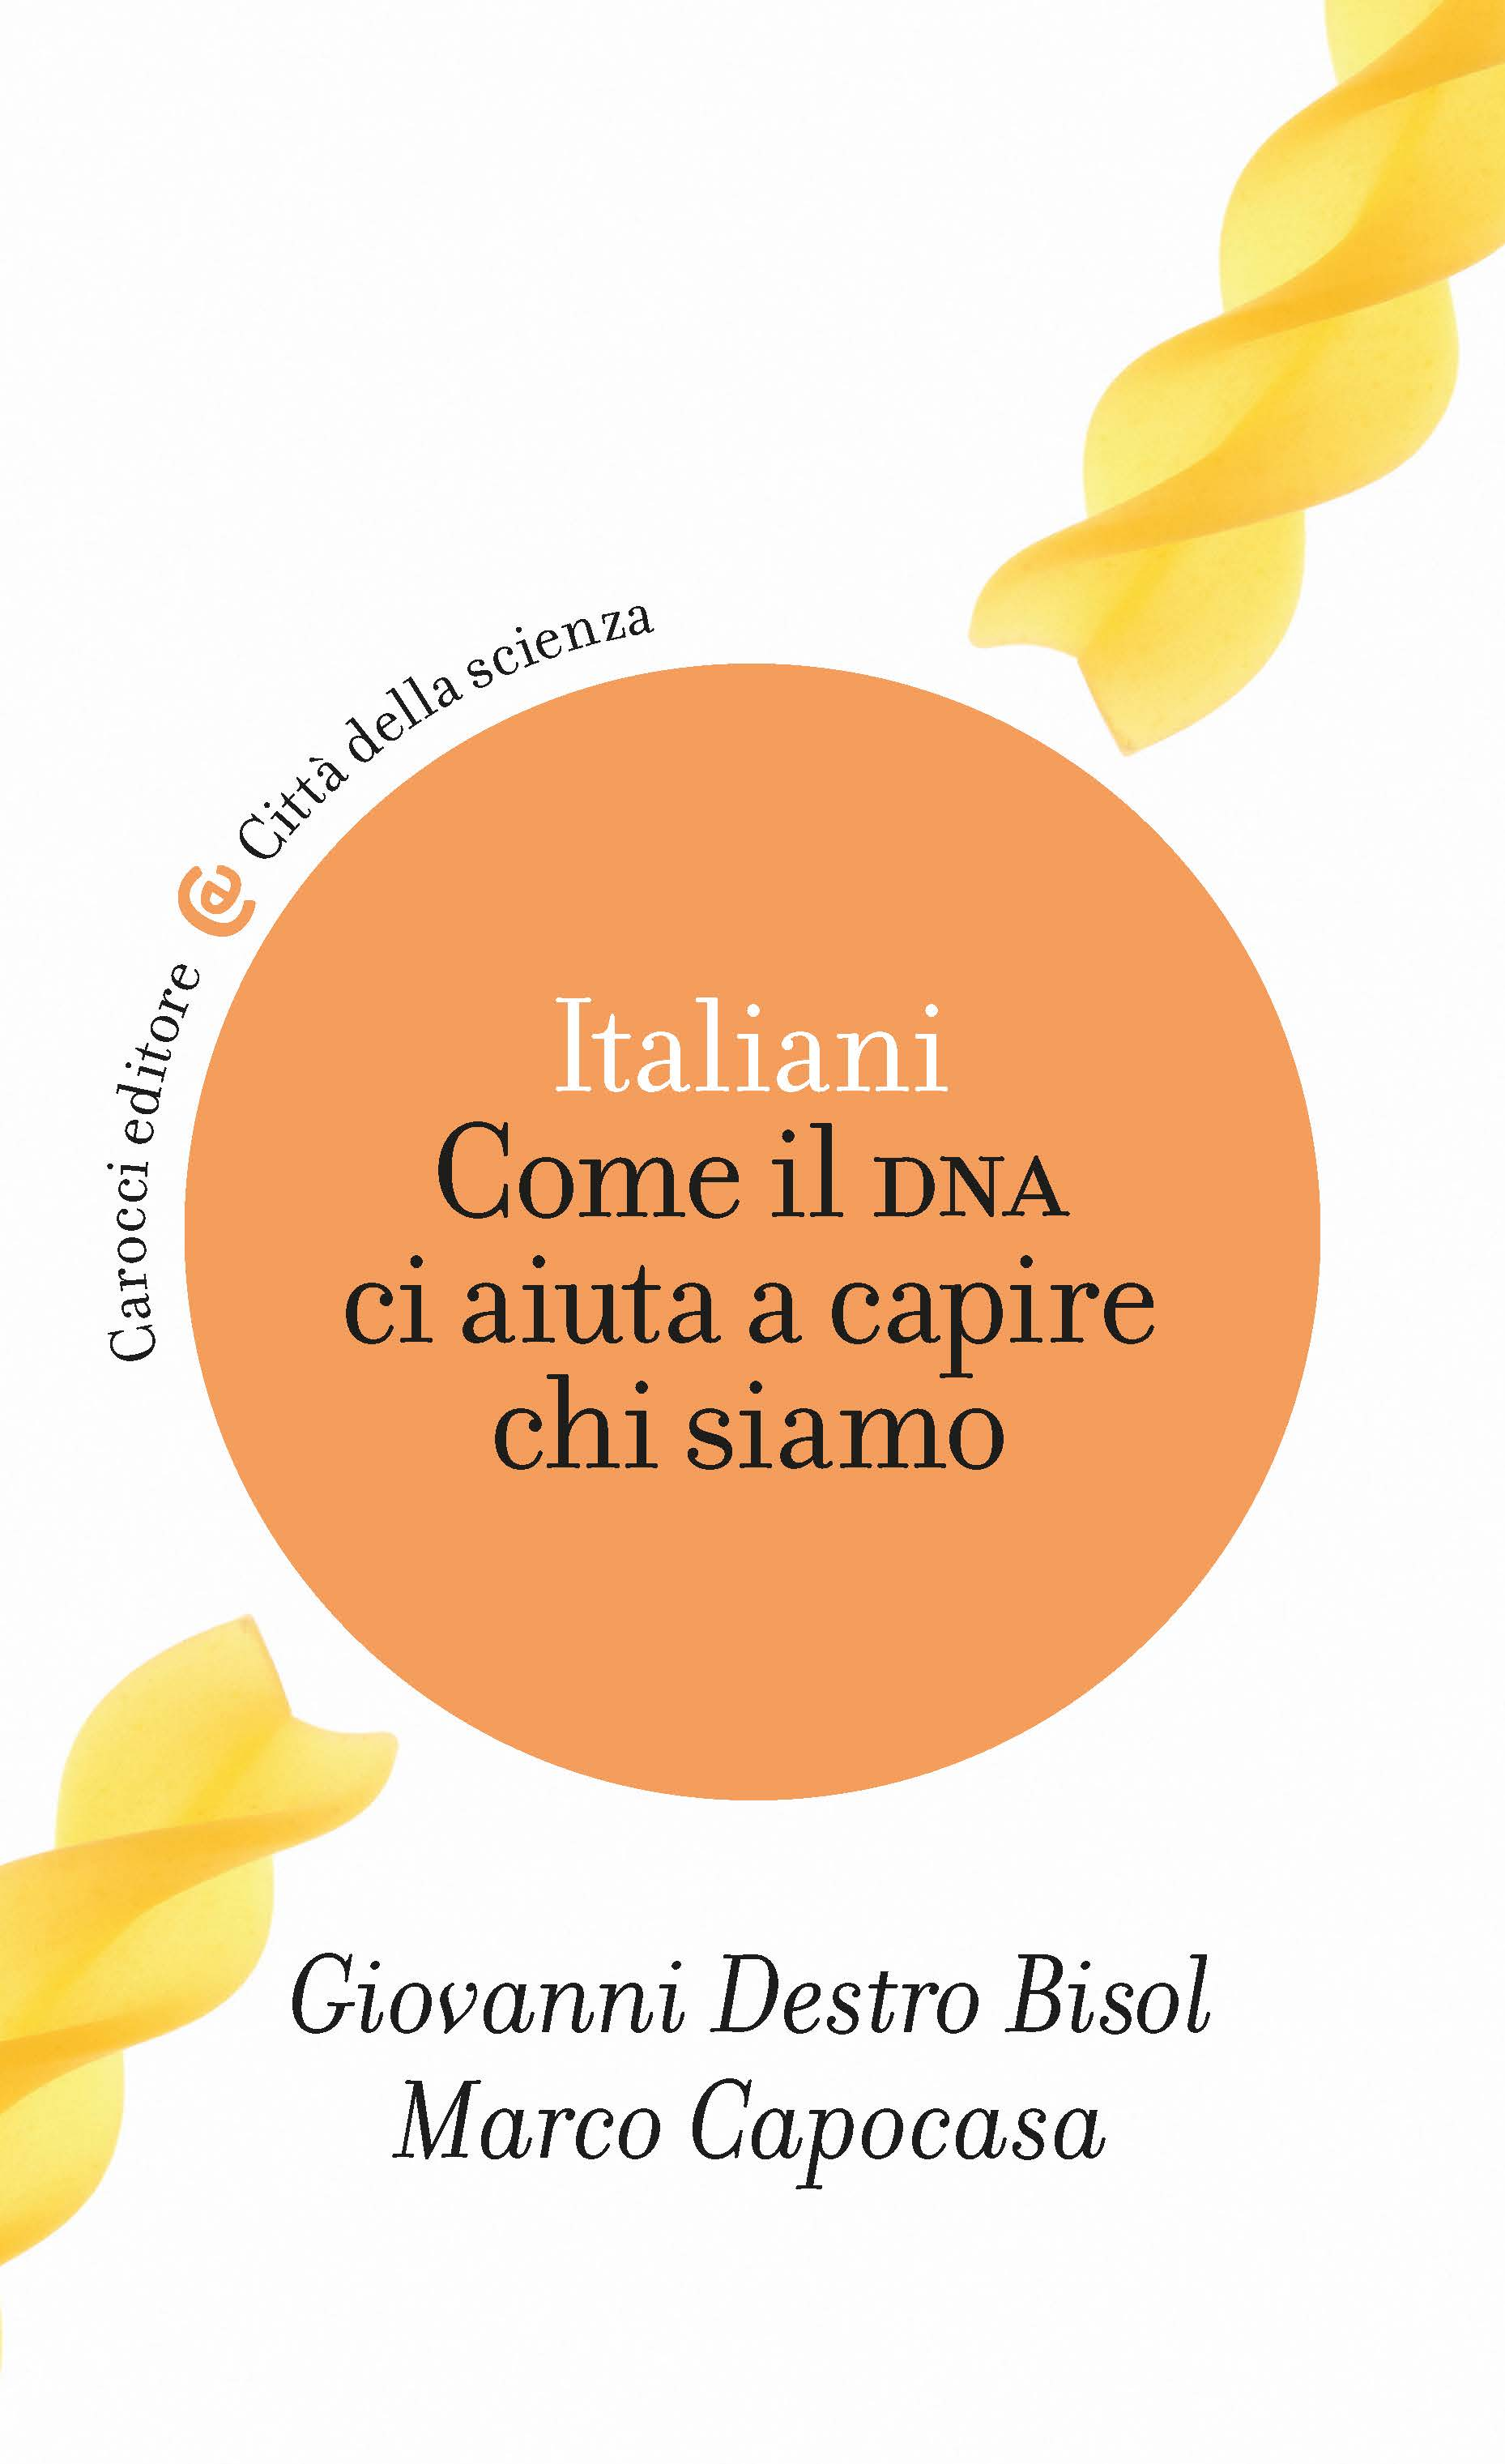 Carocci editore @ Città della scienza
Italiani
Come il DNA
ci aiuta a capire
chi siamo
Giovanni Destro Bisol
Marco Capocasa